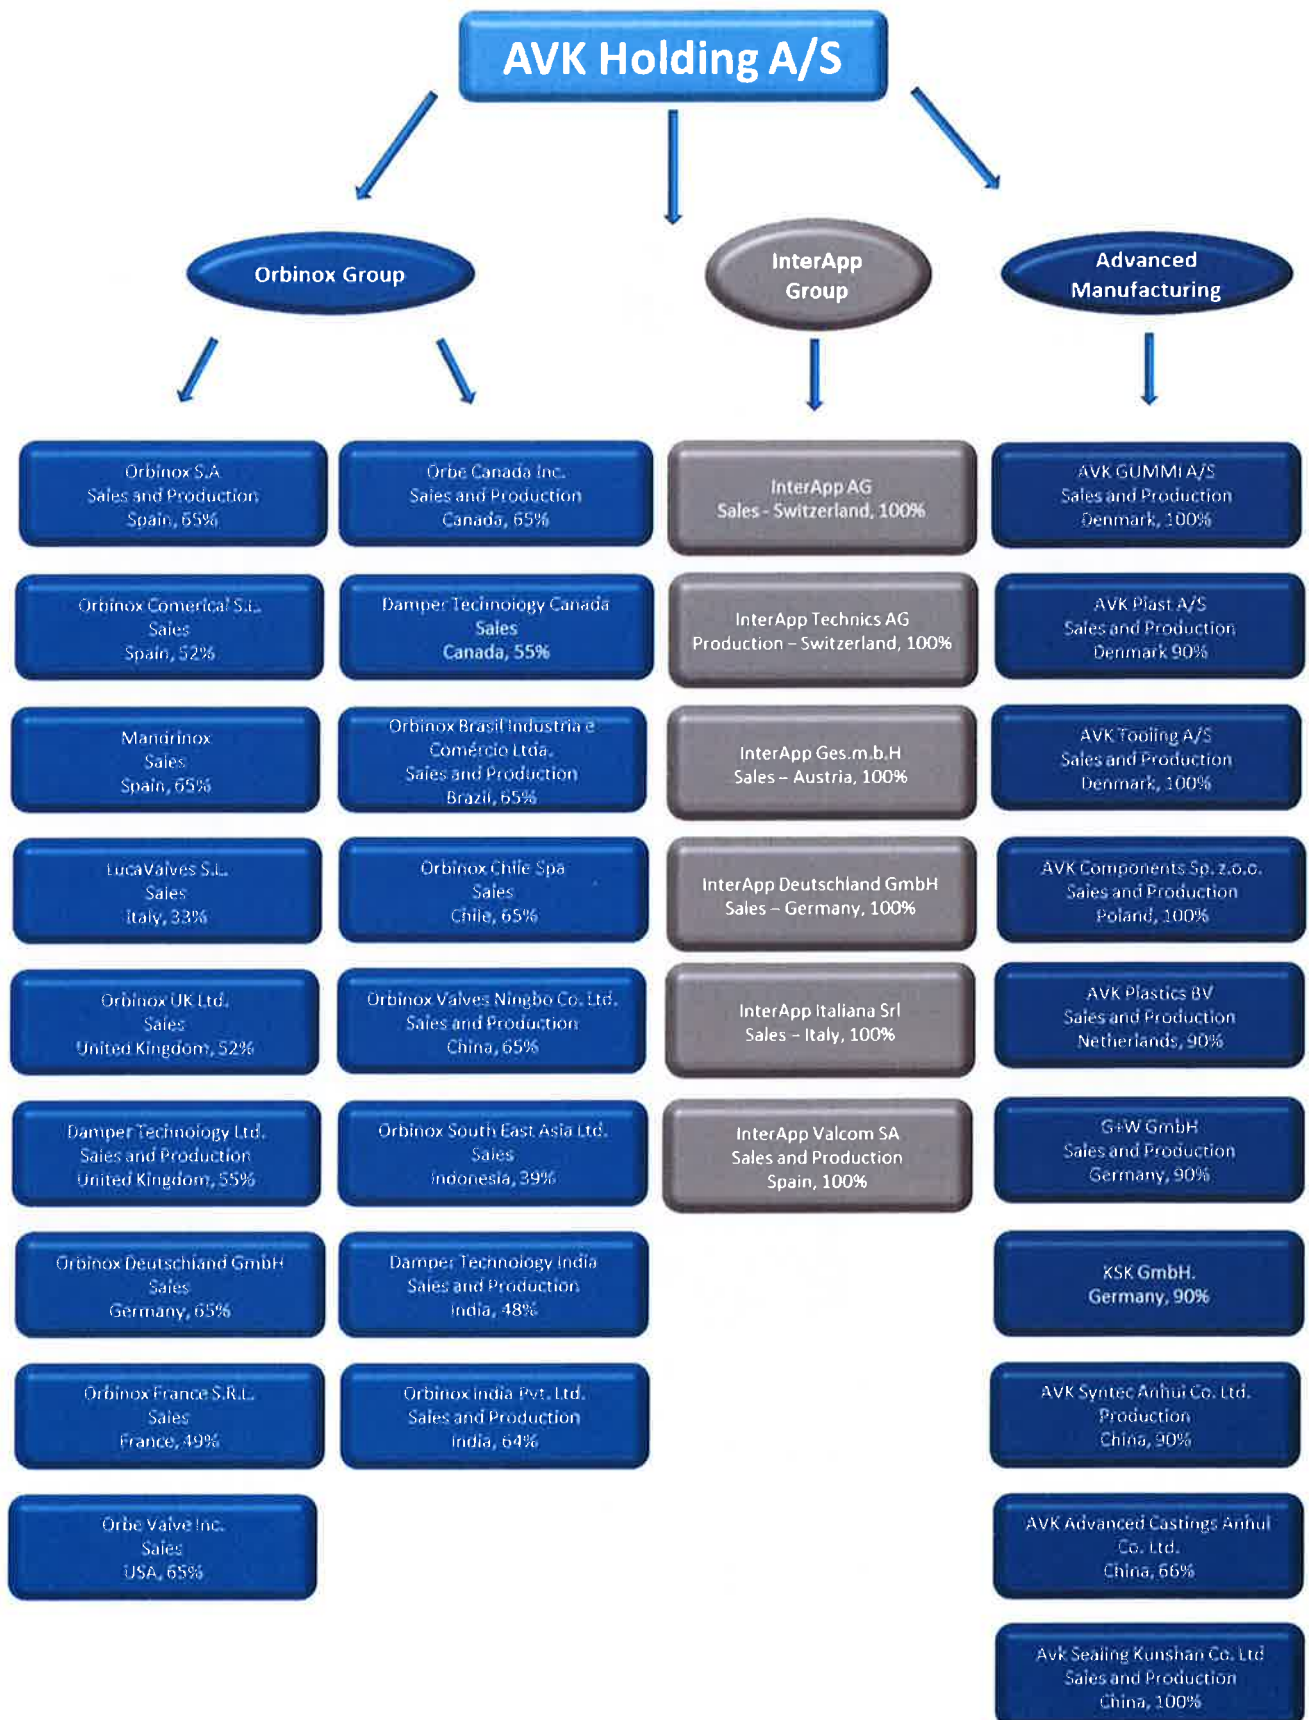 AVK Holding A/S
Orbinox Group
InterApp
Group
Advanced
Manufacturing
Orbinox S.A
Sales and Production
Spain, 65%
Orbinox Comerical S.L.
Sales
Spain, 52%
Mandrinox
Sales
Spain, 65%
LucaValves S.L.
Sales
Italy, 33%
Orbinox UK Ltd.
Sales
United Kingdom, 52%
Damper Technology Ltd.
Sales and Production
United Kingdom, 55%
Orbinox Deutschland GmbH
Sales
Germany, 65%
Orbinox France S.R.L.
Sales
France, 49%
Orbe Valve Inc.
Sales
USA, 65%
Orbe Canada Inc.
Sales and Production
Canada, 65%
Damper Technology Canada
Sales
Canada, 55%
Orbinox Brasil Industria e
Comércio Ltda.
Sales and Production
Brazil, 65%
Orbinox Chile Spa
Sales
Chile, 65%
Orbinox Valves Ningbo Co. Ltd.
Sales and Production
China, 65%
Orbinox South East Asia Ltd.
Sales
Indonesia, 39%
Damper Technology India
Sales and Production
India, 48%
Orbinox India Pvt. Ltd.
Sales and Production
India, 64%
InterApp AG
Sales - Switzerland, 100%
InterApp Technics AG
Production – Switzerland, 100%
InterApp Ges.m.b.H
Sales – Austria, 100%
InterApp Deutschland GmbH
Sales – Germany, 100%
InterApp Italiana Srl
Sales – Italy, 100%
InterApp Valcom SA
Sales and Production
Spain, 100%
AVK GUMMI A/S
Sales and Production
Denmark, 100%
AVK Plast A/S
Sales and Production
Denmark 90%
AVK Tooling A/S
Sales and Production
Denmark, 100%
AVK Components Sp. z.o.o.
Sales and Production
Poland, 100%
AVK Plastics BV
Sales and Production
Netherlands, 90%
G+W GmbH
Sales and Production
Germany, 90%
KSK GmbH.
Germany, 90%
AVK Syntec Anhui Co. Ltd.
Production
China, 90%
AVK Advanced Castings Anhui
Co. Ltd.
China, 66%
Avk Sealing Kunshan Co. Ltd
Sales and Production
China, 100%